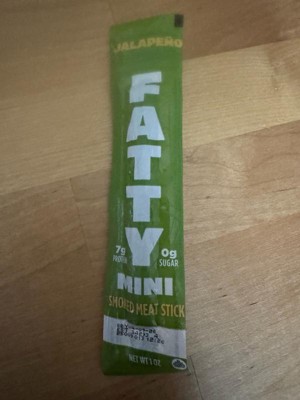 JALAPEÑO
FATTY
7g
PROTEIN
0g
SUGAR
MINI
SMOKED MEAT STICK
NET WT 1 OZ